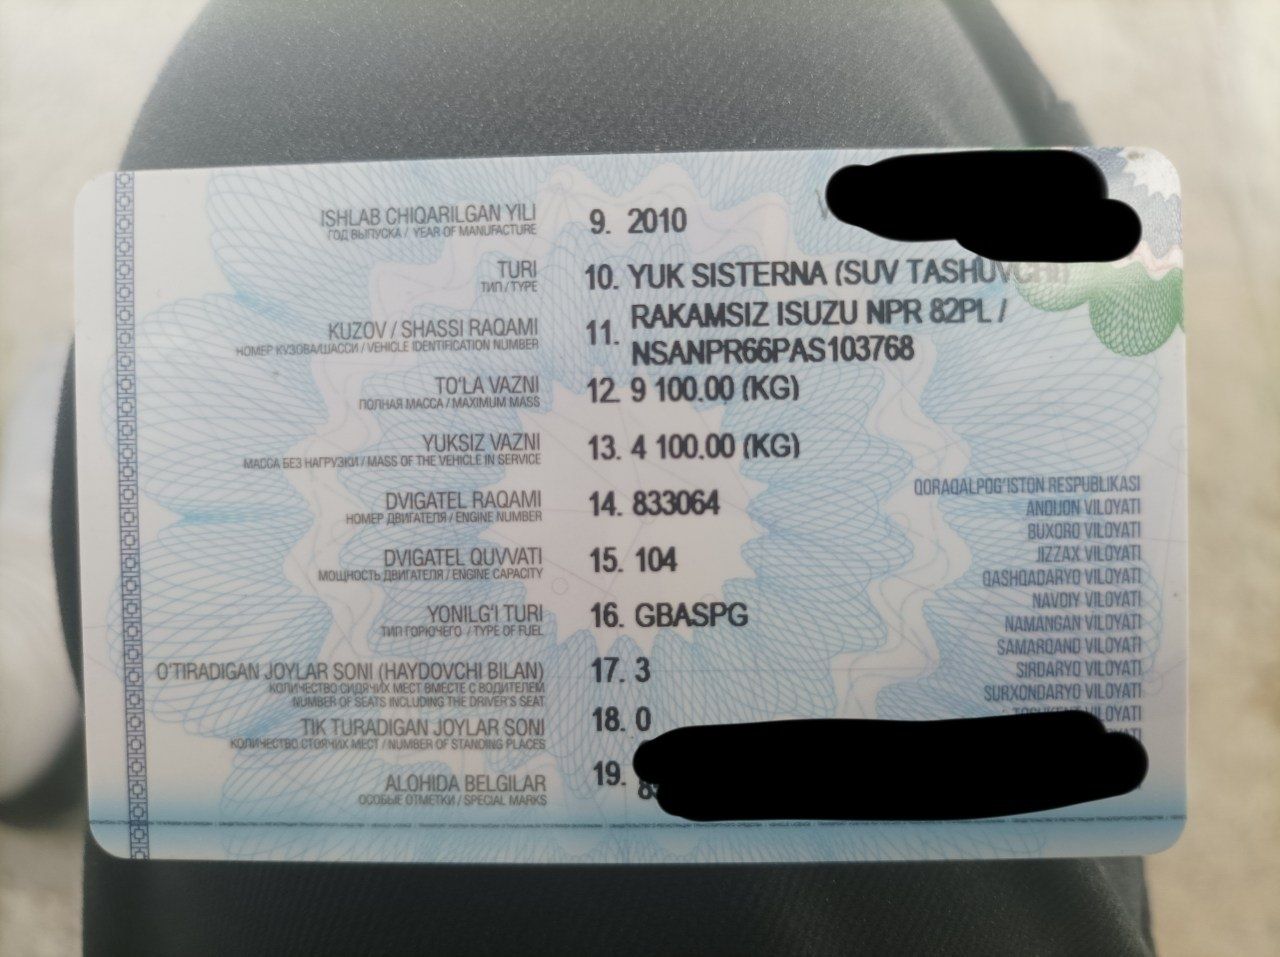 ISHLAB CHIQARILGAN YILI
ГОД ВЫПУСКА / YEAR OF MANUFACTURE
9. 2010
TURI
ТИП / TYPE
10. YUK SISTERNA (SUV TASHUVCHI)
KUZOV / SHASSI RAQAMI
НОМЕР КУЗОВА/ШАССИ / VEHICLE IDENTIFICATION NUMBER
11. RAKAMSIZ ISUZU NPR 82PL /
NSANPR66PAS103768
TO'LA VAZNI
ПОЛНАЯ МАССА / MAXIMUM MASS
12. 9 100.00 (KG)
YUKSIZ VAZNI
МАССА БЕЗ НАГРУЗКИ / MASS OF THE VEHICLE IN SERVICE
13. 4 100.00 (KG)
DVIGATEL RAQAMI
НОМЕР ДВИГАТЕЛЯ / ENGINE NUMBER
14. 833064
DVIGATEL QUVVATI
МОЩНОСТЬ ДВИГАТЕЛЯ / ENGINE CAPACITY
15. 104
YONILG'I TURI
ТИП ГОРЮЧЕГО / TYPE OF FUEL
16. GBASPG
O'TIRADIGAN JOYLAR SONI (HAYDOVCHI BILAN)
КОЛИЧЕСТВО СИДЯЧИХ МЕСТ ВМЕСТЕ С ВОДИТЕЛЕМ
NUMBER OF SEATS INCLUDING THE DRIVER'S SEAT
17. 3
TIK TURADIGAN JOYLAR SONI
КОЛИЧЕСТВО СТОЯЧИХ МЕСТ / NUMBER OF STANDING PLACES
18. 0
ALOHIDA BELGILAR
ОСОБЫЕ ОТМЕТКИ / SPECIAL MARKS
19.
QORAQALPOG'ISTON RESPUBLIKASI
ANDIJON VILOYATI
BUXORO VILOYATI
JIZZAX VILOYATI
QASHQADARYO VILOYATI
NAVOIY VILOYATI
NAMANGAN VILOYATI
SAMARQAND VILOYATI
SIRDARYO VILOYATI
SURXONDARYO VILOYATI
TOSHKENT VILOYATI